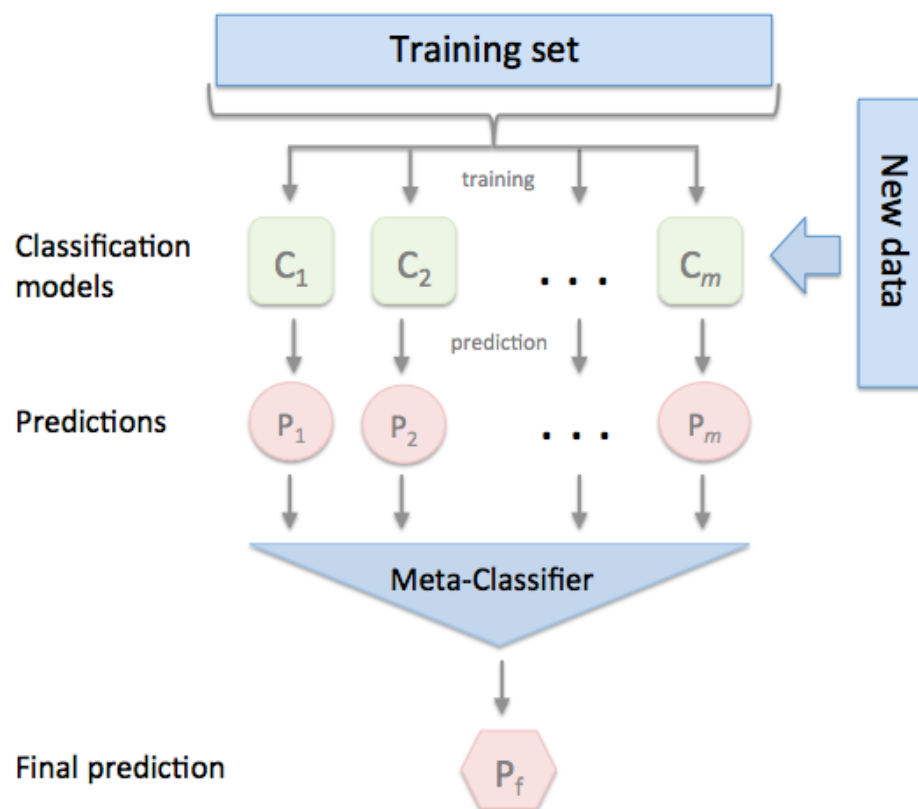 Training set
training
New data
Classification
models
C1
C2
. . .
Cm
prediction
Predictions
P1
P2
. . .
Pm
Meta-Classifier
Final prediction
Pf